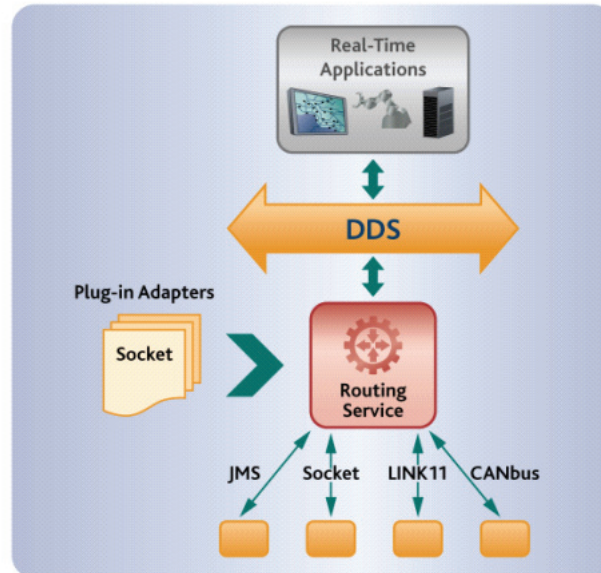 Real-Time
Applications
DDS
Plug-in Adapters
Socket
Routing
Service
JMS
Socket
LINK11
CANbus